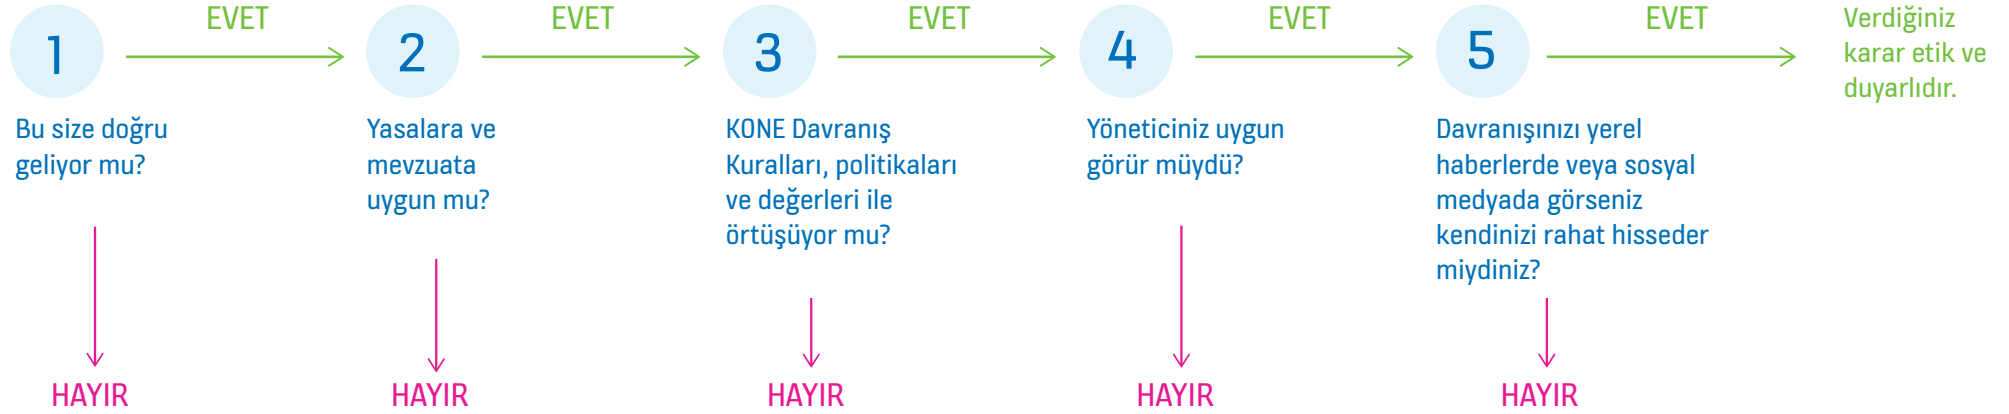 1
EVET
2
EVET
3
EVET
4
EVET
5
EVET
Verdiğiniz
karar etik ve
duyarlıdır.
Bu size doğru
geliyor mu?
Yasalara ve
mevzuata
uygun mu?
KONE Davranış
Kuralları, politikaları
ve değerleri ile
örtüşüyor mu?
Yöneticiniz uygun
görür müydü?
Davranışınızı yerel
haberlerde veya sosyal
medyada görseniz
kendinizi rahat hisseder
miydiniz?
HAYIR
HAYIR
HAYIR
HAYIR
HAYIR